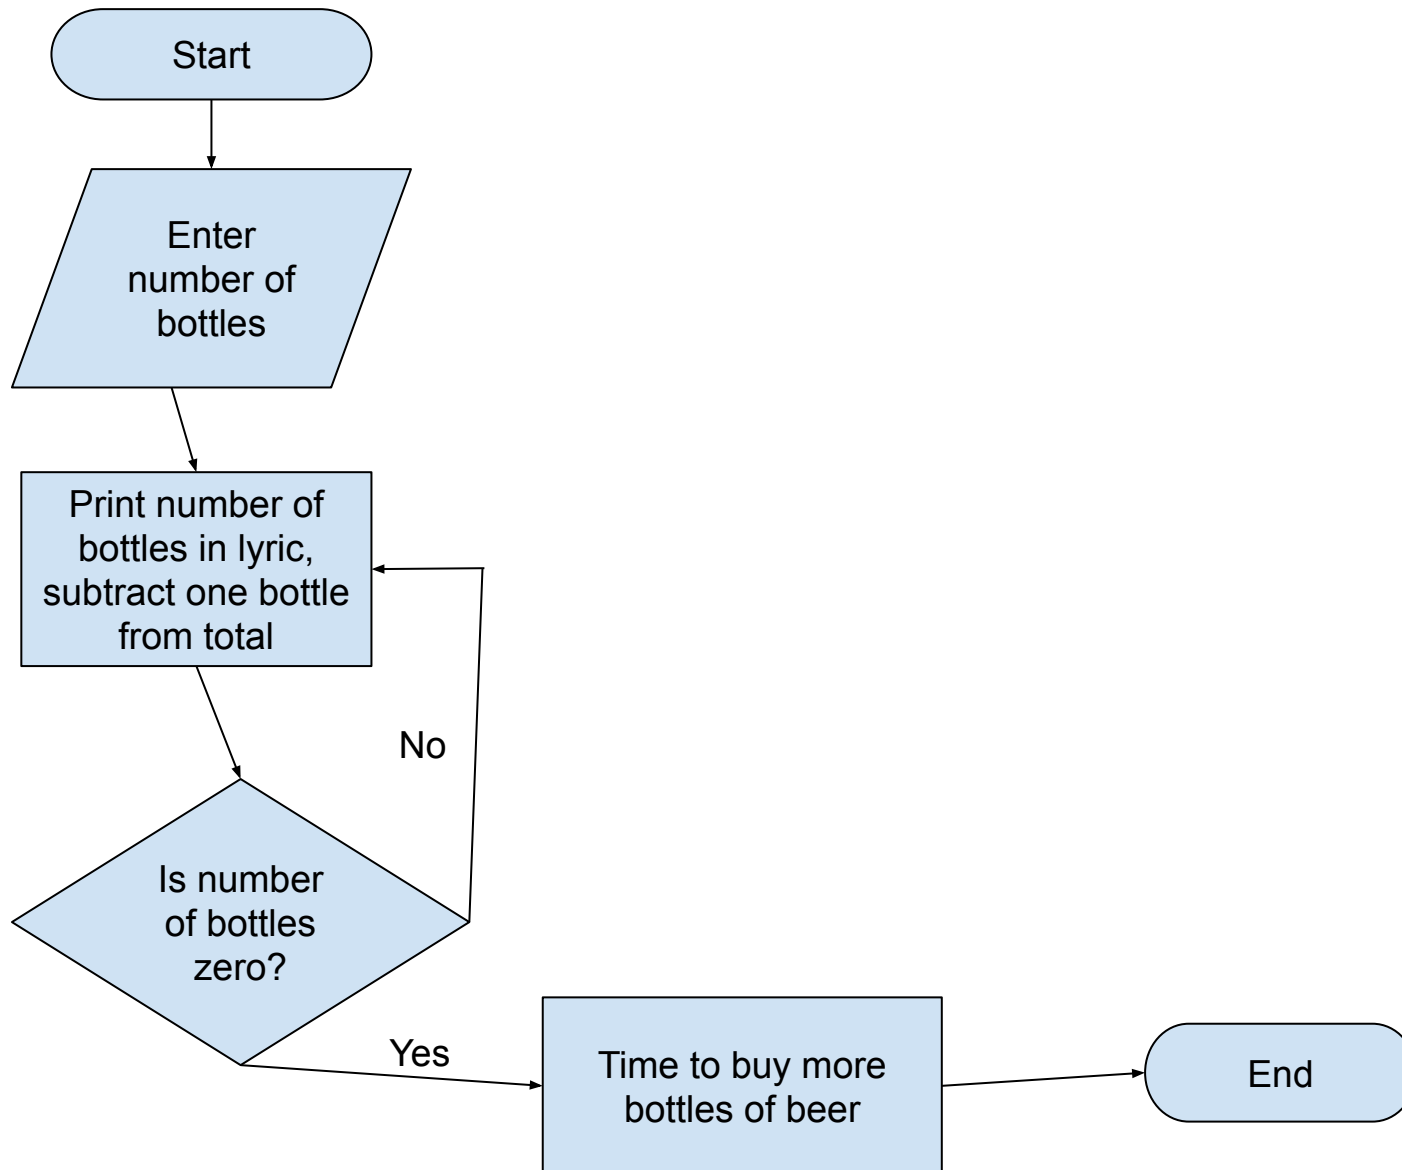 Start
Enter
number of
bottles
Print number of
bottles in lyric,
subtract one bottle
from total
No
Is number
of bottles
zero?
Yes
Time to buy more
bottles of beer
End